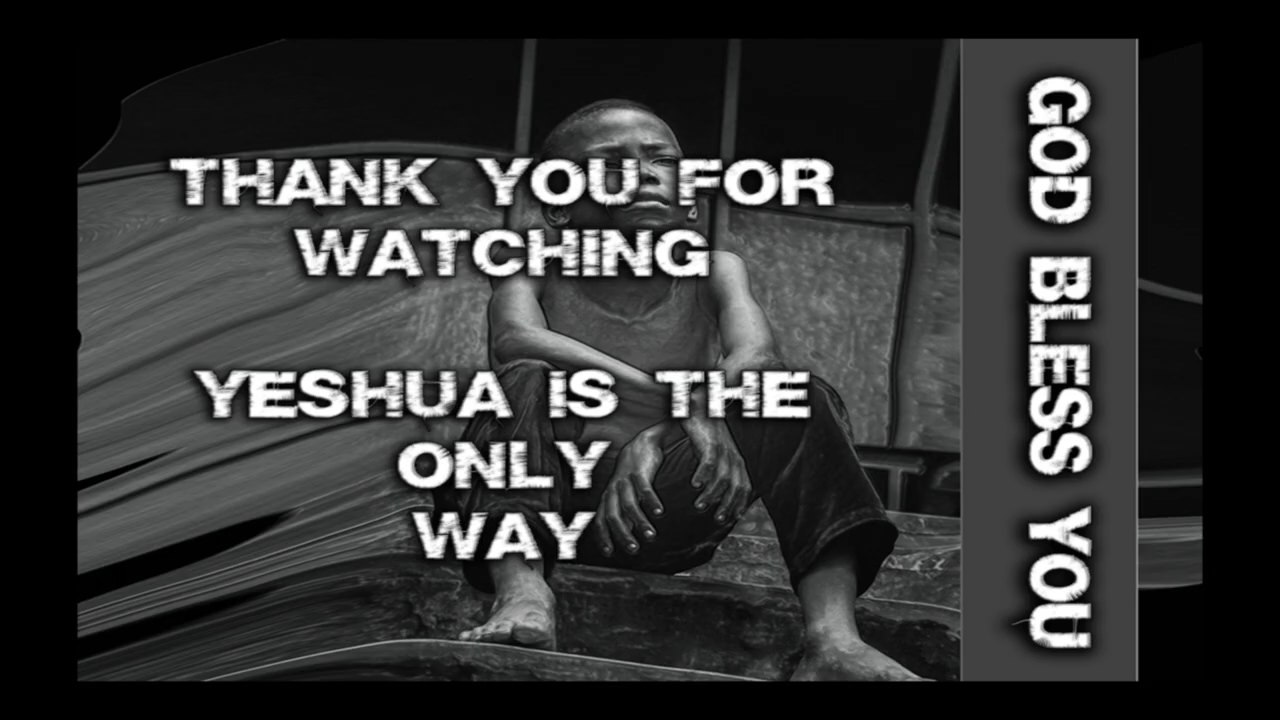 THANK YOU FOR
WATCHING
YESHUA IS THE
ONLY
WAY
GOD BLESS YOU